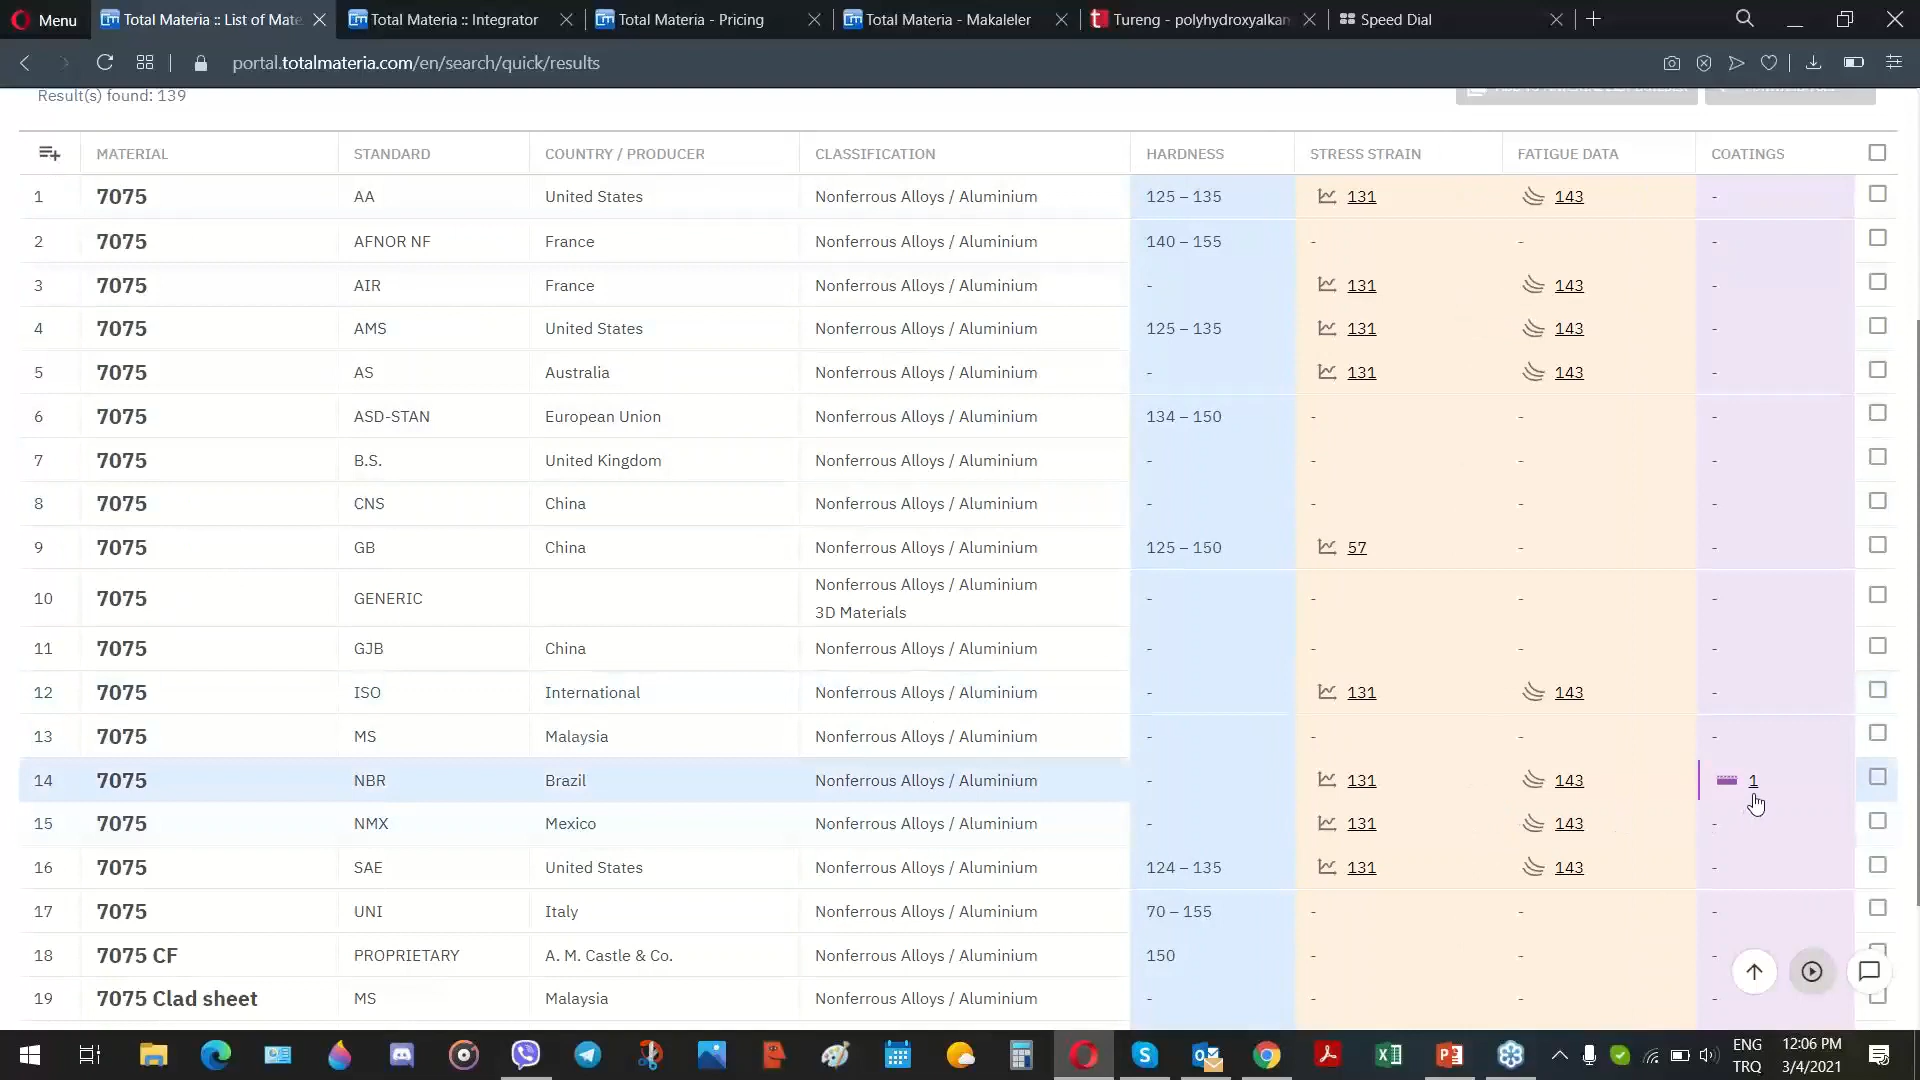 Menu
Total Materia :: List of Mate
Total Materia :: Integrator
Total Materia - Pricing
Total Materia - Makaleler
Tureng - polyhydroxyalkan
Speed Dial
portal.totalmateria.com/en/search/quick/results
Result(s) found: 139
MATERIAL STANDARD COUNTRY / PRODUCER CLASSIFICATION HARDNESS STRESS STRAIN FATIGUE DATA COATINGS
1 7075 AA United States Nonferrous Alloys / Aluminium 125 – 135 131 143 -
2 7075 AFNOR NF France Nonferrous Alloys / Aluminium 140 – 155 - - -
3 7075 AIR France Nonferrous Alloys / Aluminium - 131 143 -
4 7075 AMS United States Nonferrous Alloys / Aluminium 125 – 135 131 143 -
5 7075 AS Australia Nonferrous Alloys / Aluminium - 131 143 -
6 7075 ASD-STAN European Union Nonferrous Alloys / Aluminium 134 – 150 - - -
7 7075 B.S. United Kingdom Nonferrous Alloys / Aluminium - - - -
8 7075 CNS China Nonferrous Alloys / Aluminium - - - -
9 7075 GB China Nonferrous Alloys / Aluminium 125 – 150 57 - -
10 7075 GENERIC Nonferrous Alloys / Aluminium - - - -
3D Materials
11 7075 GJB China Nonferrous Alloys / Aluminium - - - -
12 7075 ISO International Nonferrous Alloys / Aluminium - 131 143 -
13 7075 MS Malaysia Nonferrous Alloys / Aluminium - - - -
14 7075 NBR Brazil Nonferrous Alloys / Aluminium - 131 143 1
15 7075 NMX Mexico Nonferrous Alloys / Aluminium - 131 143 -
16 7075 SAE United States Nonferrous Alloys / Aluminium 124 – 135 131 143 -
17 7075 UNI Italy Nonferrous Alloys / Aluminium 70 – 155 - - -
18 7075 CF PROPRIETARY A. M. Castle & Co. Nonferrous Alloys / Aluminium 150 - - -
19 7075 Clad sheet MS Malaysia Nonferrous Alloys / Aluminium - - - -
ENG 12:06 PM
TRQ 3/4/2021